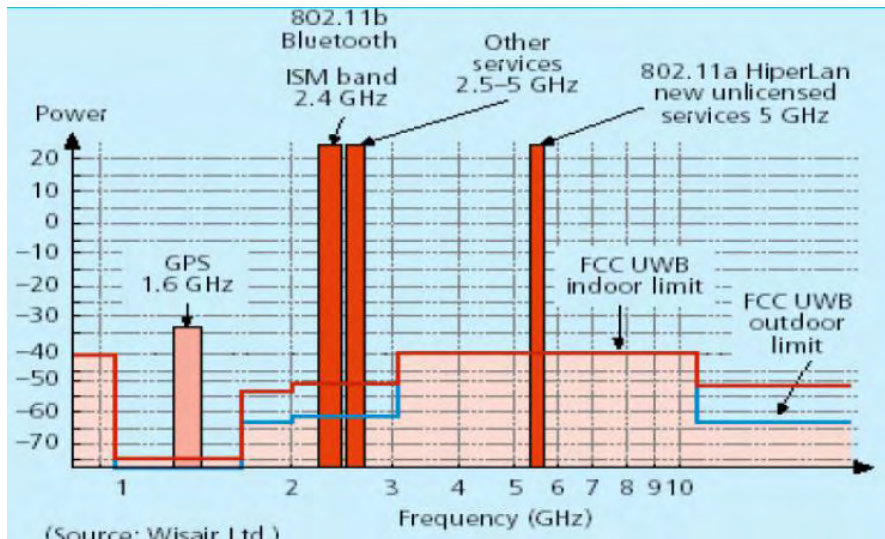 802.11b
Bluetooth
ISM band
2.4 GHz
Other
services
2.5–5 GHz
802.11a HiperLan
new unlicensed
services 5 GHz
Power
20
10
0
–10
–20
–30
–40
–50
–60
–70
GPS
1.6 GHz
FCC UWB
indoor limit
FCC UWB
outdoor
limit
1 2 3 4 5 6 7 8 9 10
Frequency (GHz)
(Source: Wisair Ltd.)